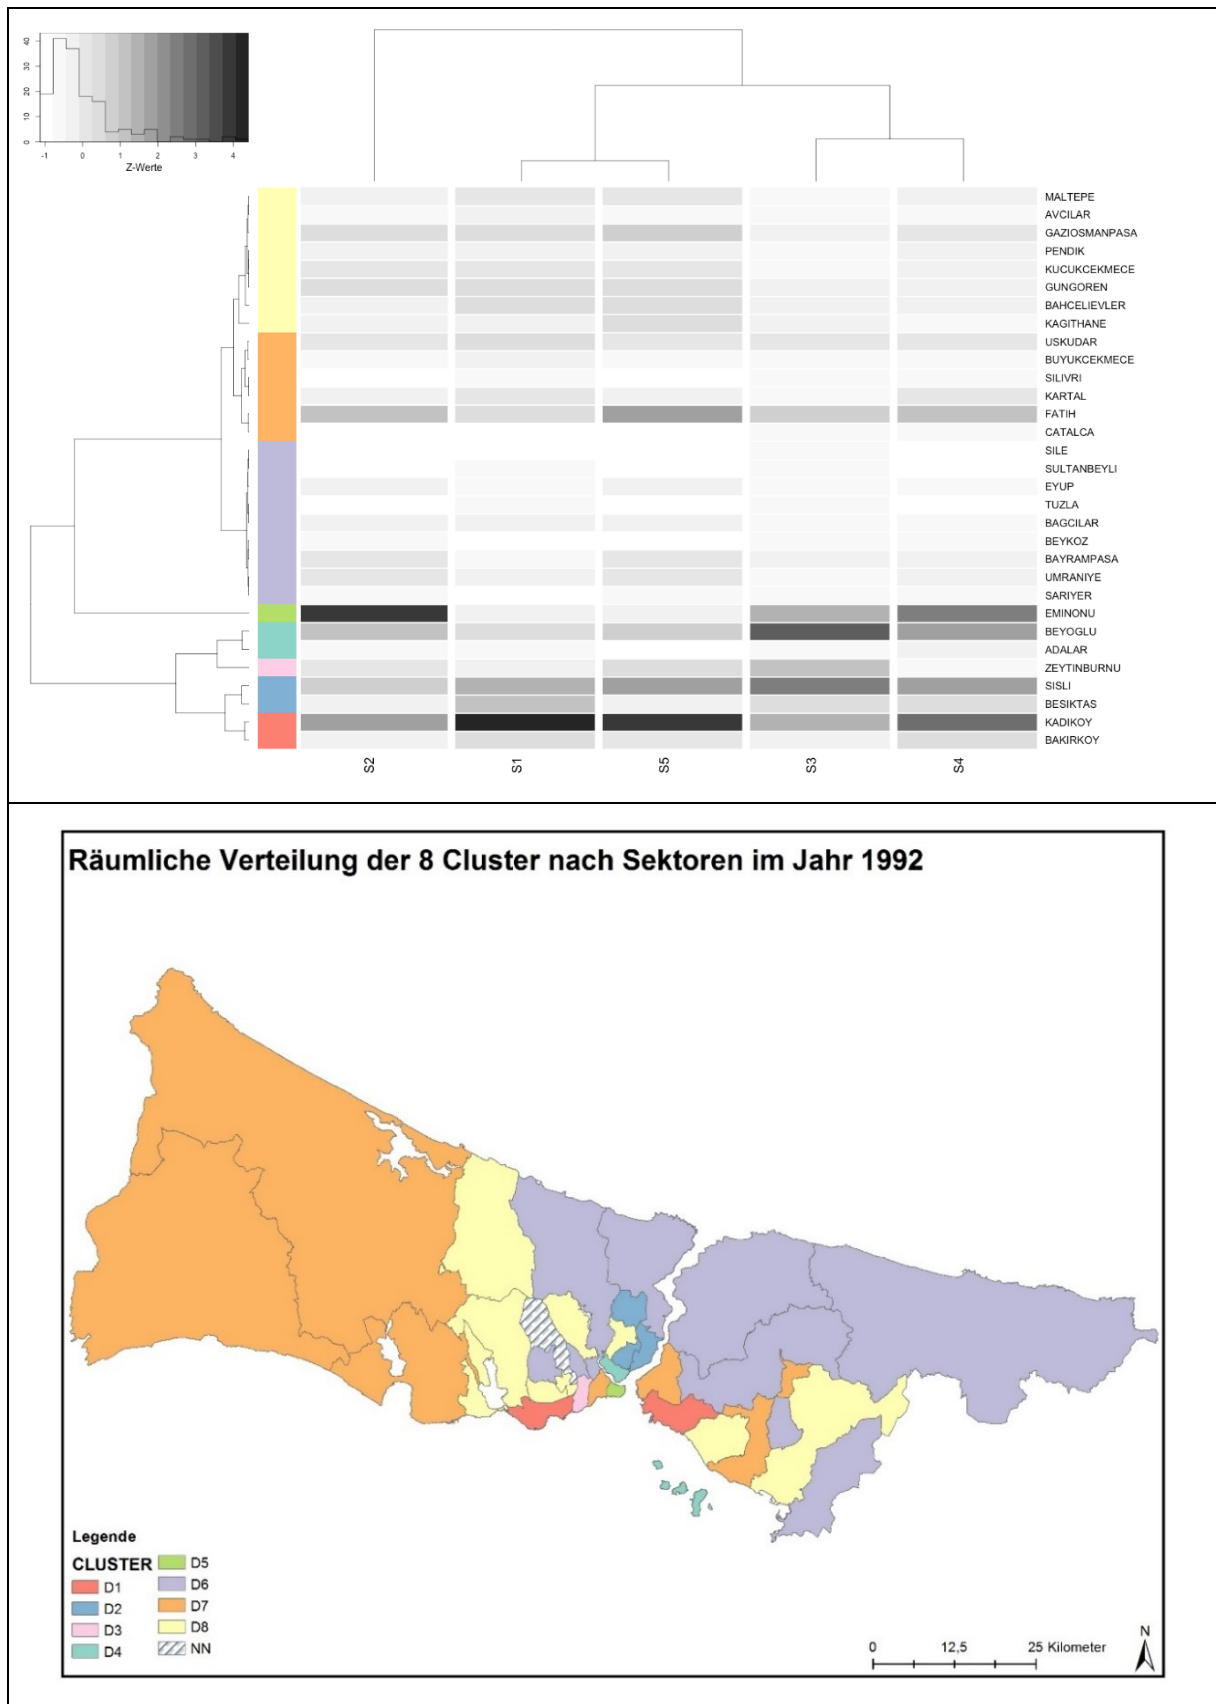 40
30
20
10
0
-1 0 1 2 3 4
Z-Werte
MALTEPE
AVCILAR
GAZIOSMANPASA
PENDIK
KUCUKCEKMECE
GUNGOREN
BAHCELIEVLER
KAGITHANE
USKUDAR
BUYUKCEKMECE
SILIVRI
KARTAL
FATIH
CATALCA
SILE
SULTANBEYLI
EYUP
TUZLA
BAGCILAR
BEYKOZ
BAYRAMPASA
UMRANIYE
SARIYER
EMINONU
BEYOGLU
ADALAR
ZEYTINBURNU
SISLI
BESIKTAS
KADIKOY
BAKIRKOY
S2 S1 S5 S3 S4
Räumliche Verteilung der 8 Cluster nach Sektoren im Jahr 1992
Legende
CLUSTER
D1
D2
D3
D4
D5
D6
D7
D8
NN
0 12,5 25 Kilometer
N